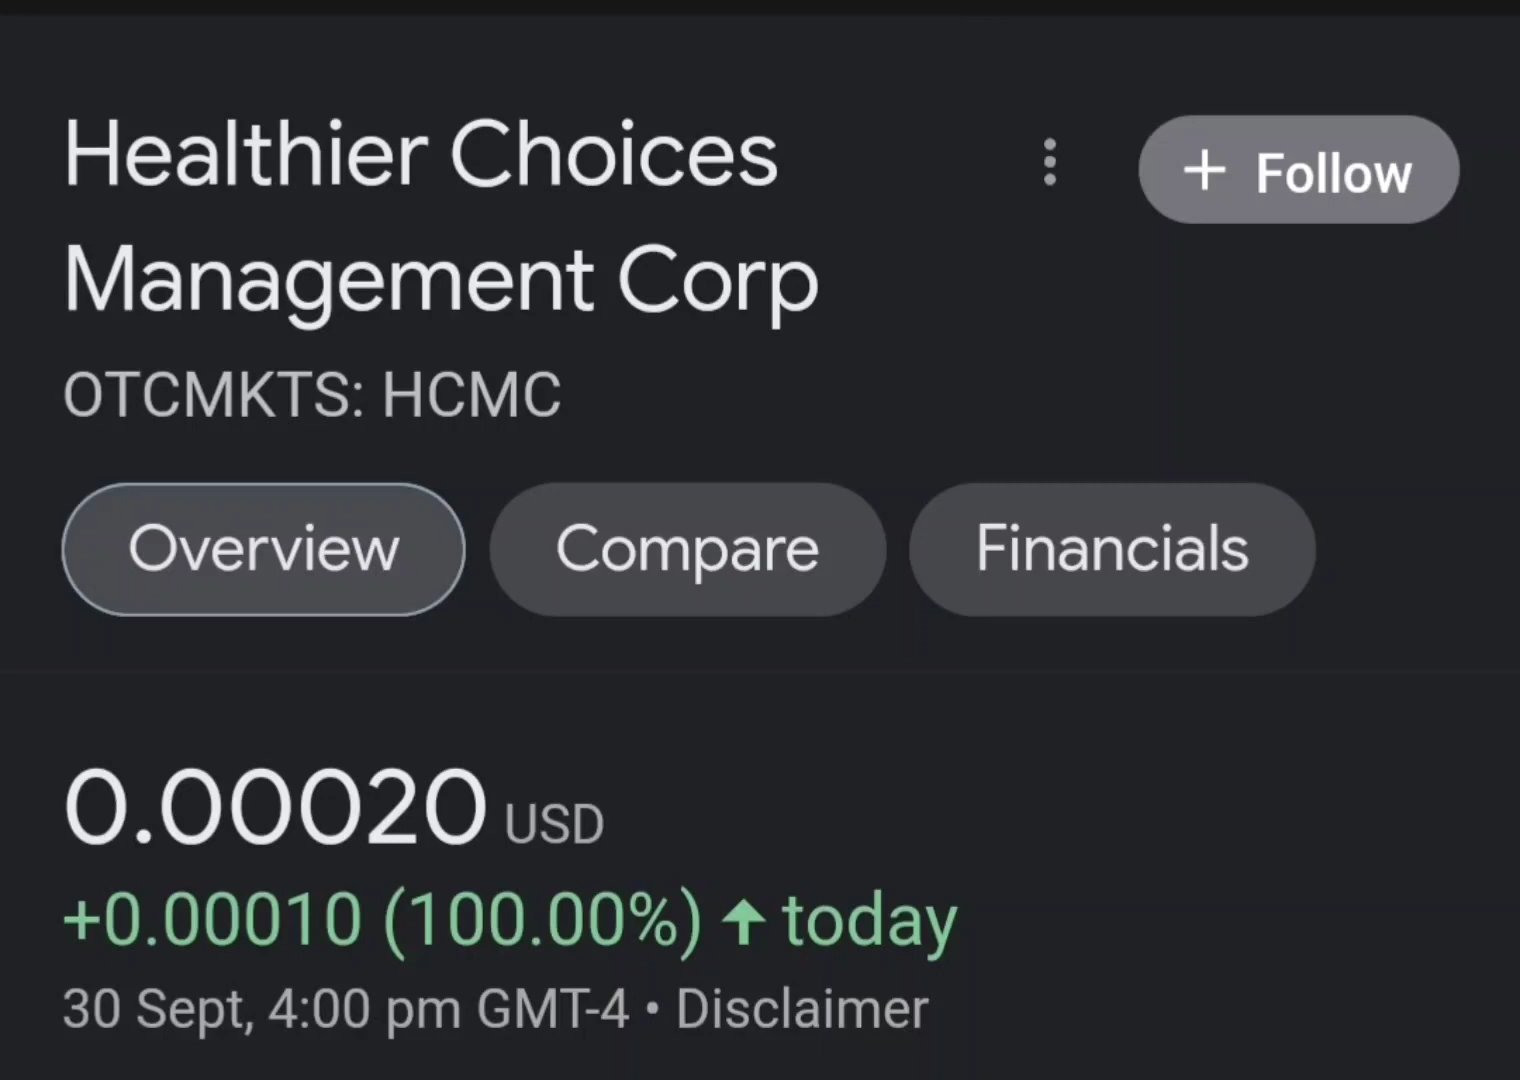 Healthier Choices
Management Corp
+ Follow
OTCMKTS: HCMC
Overview Compare Financials
0.00020 USD
+0.00010 (100.00%) ↑ today
30 Sept, 4:00 pm GMT-4 • Disclaimer